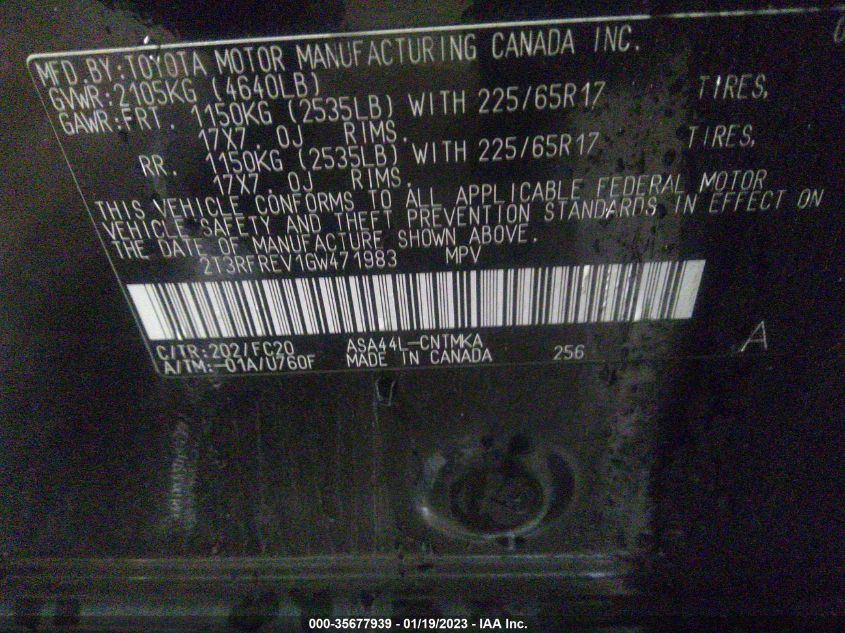 MFD.BY:TOYOTA MOTOR MANUFACTURING CANADA INC.
GVWR:2105KG (4640LB)
GAWR:FRT. 1150KG (2535LB) WITH 225/65R17 TIRES,
17X7.0J RIMS.
RR. 1150KG (2535LB) WITH 225/65R17 TIRES,
17X7.0J RIMS.
THIS VEHICLE CONFORMS TO ALL APPLICABLE FEDERAL MOTOR
VEHICLE SAFETY AND THEFT PREVENTION STANDARDS IN EFFECT ON
THE DATE OF MANUFACTURE SHOWN ABOVE.
2T3RFREV1GW471983 MPV
C/TR:202/FC20 ASA44L-CNTMKA 256 A
A/TM:-01A/U760F MADE IN CANADA
000-35677939 - 01/19/2023 - IAA Inc.